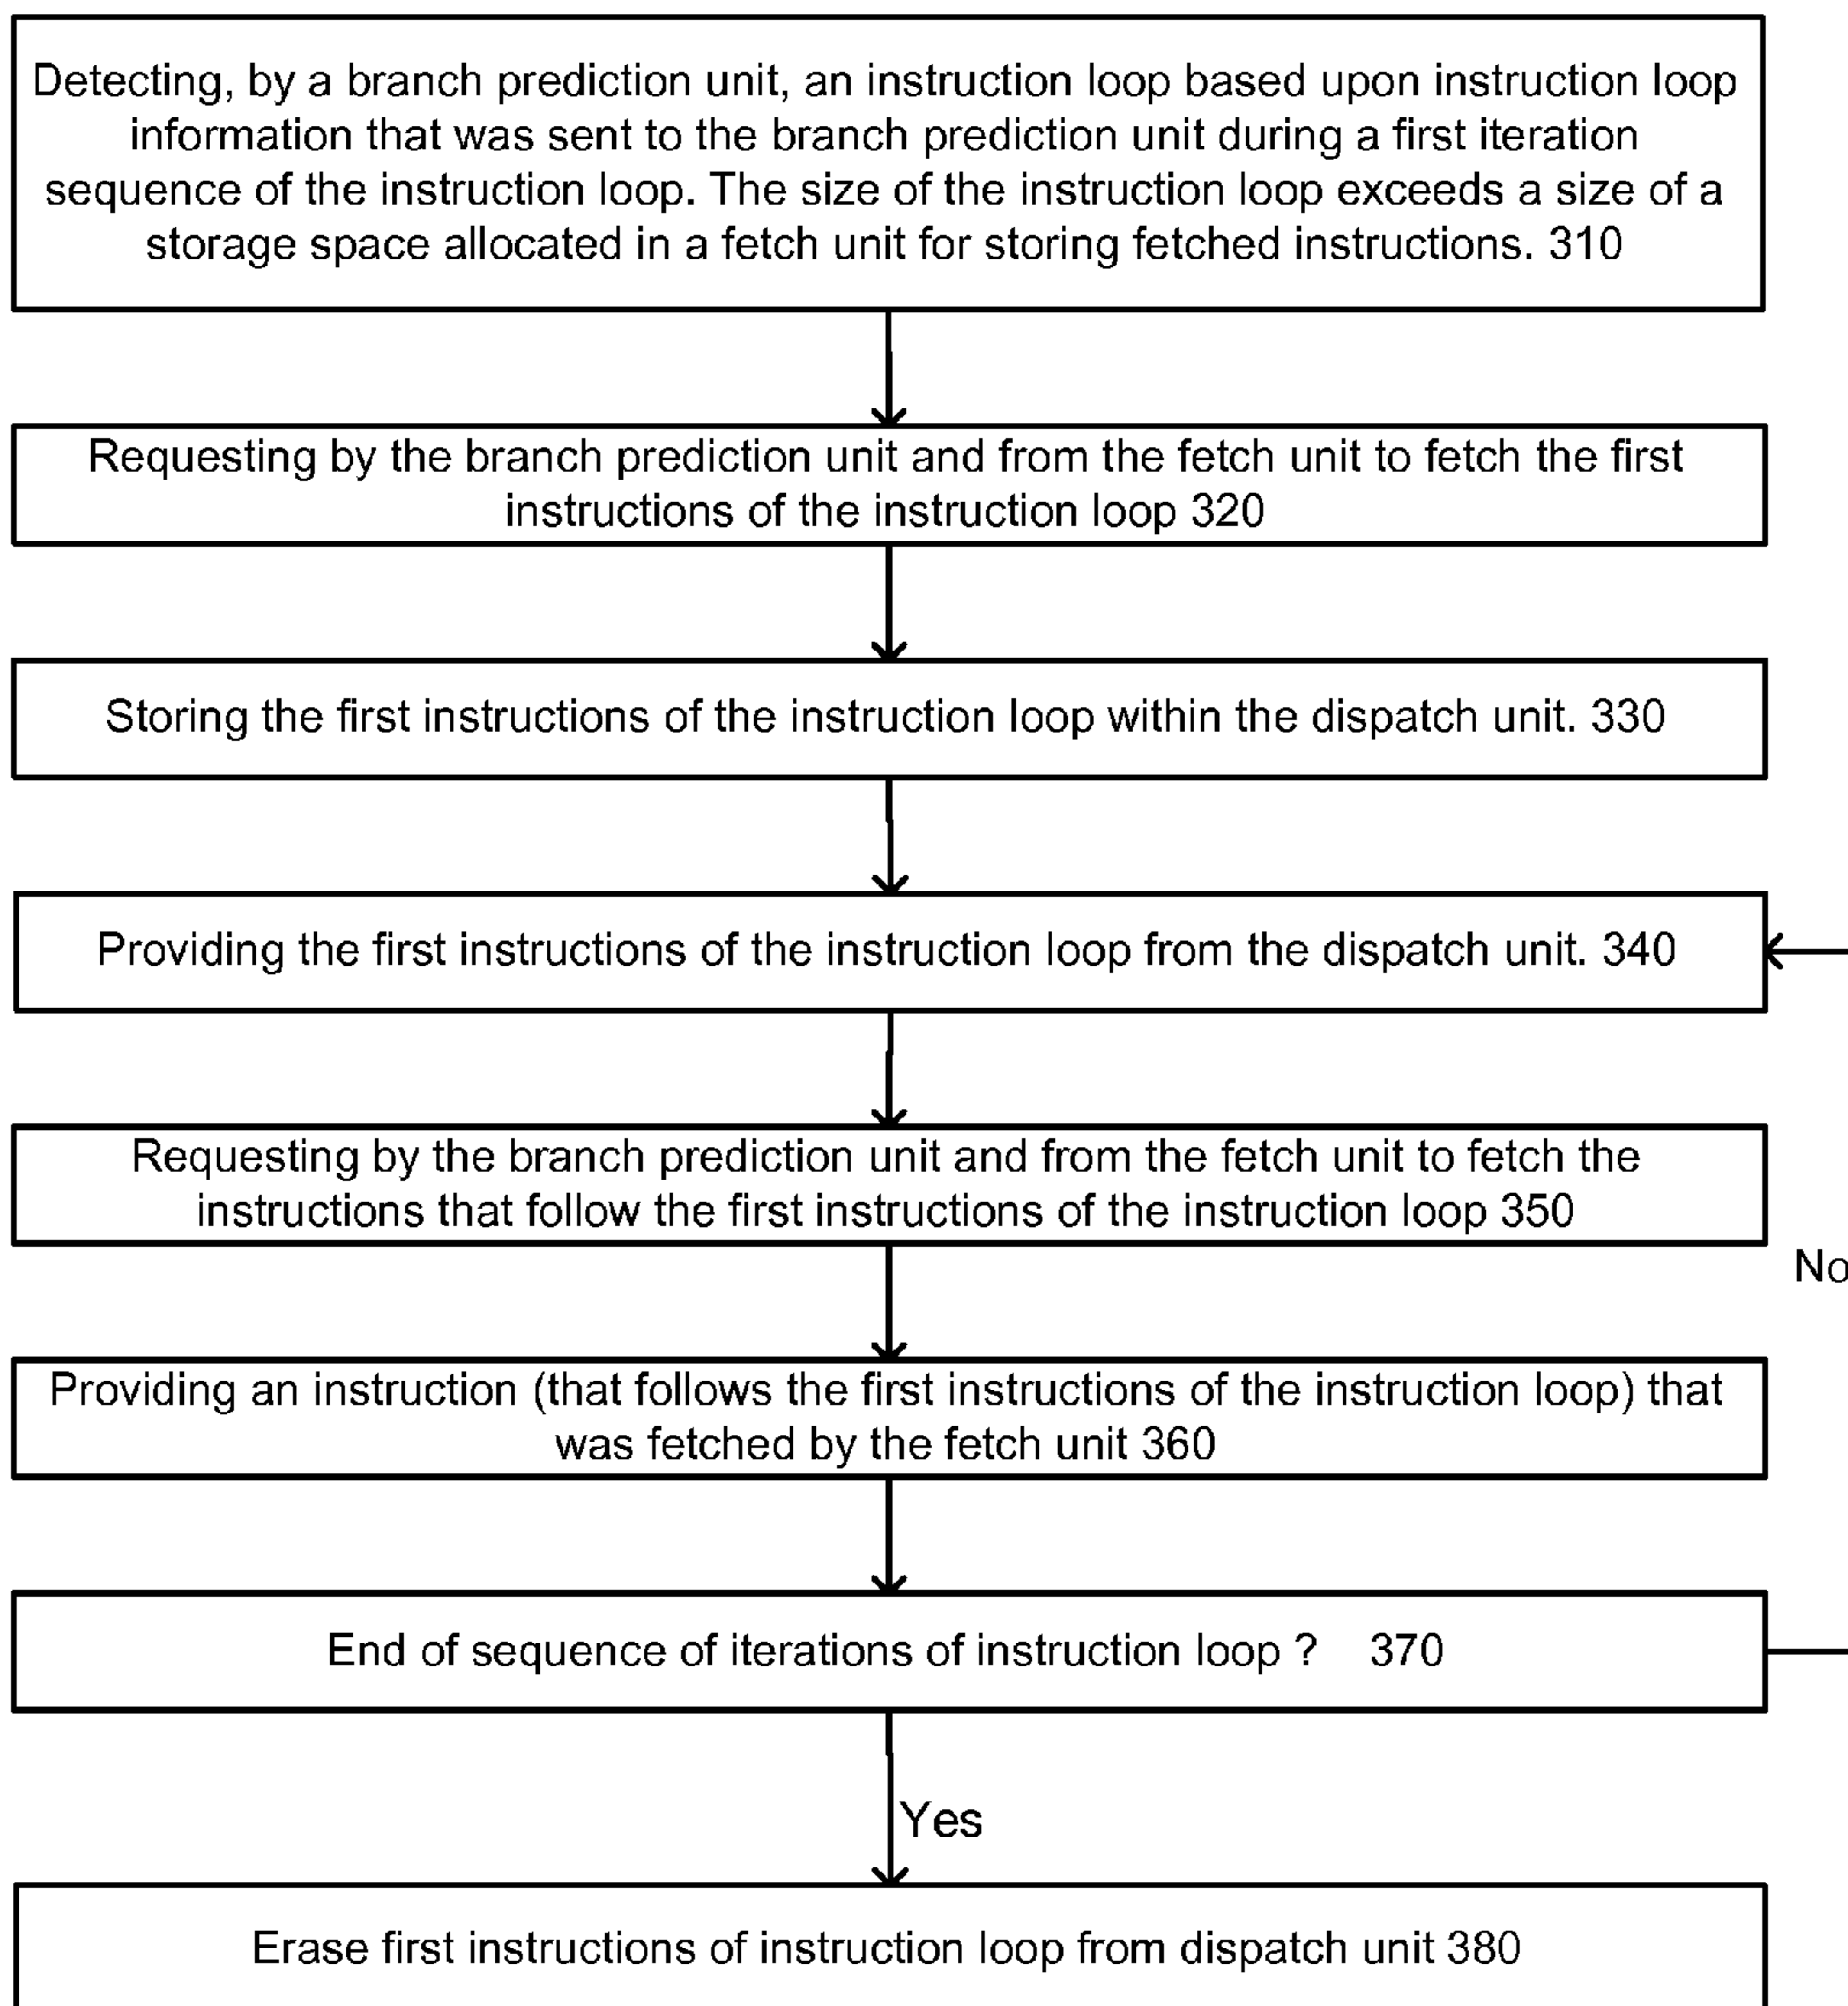 Detecting, by a branch prediction unit, an instruction loop based upon instruction loop
information that was sent to the branch prediction unit during a first iteration
sequence of the instruction loop. The size of the instruction loop exceeds a size of a
storage space allocated in a fetch unit for storing fetched instructions. 310
Requesting by the branch prediction unit and from the fetch unit to fetch the first
instructions of the instruction loop 320
Storing the first instructions of the instruction loop within the dispatch unit. 330
Providing the first instructions of the instruction loop from the dispatch unit. 340
Requesting by the branch prediction unit and from the fetch unit to fetch the
instructions that follow the first instructions of the instruction loop 350
No
Providing an instruction (that follows the first instructions of the instruction loop) that
was fetched by the fetch unit 360
End of sequence of iterations of instruction loop ? 370
Yes
Erase first instructions of instruction loop from dispatch unit 380